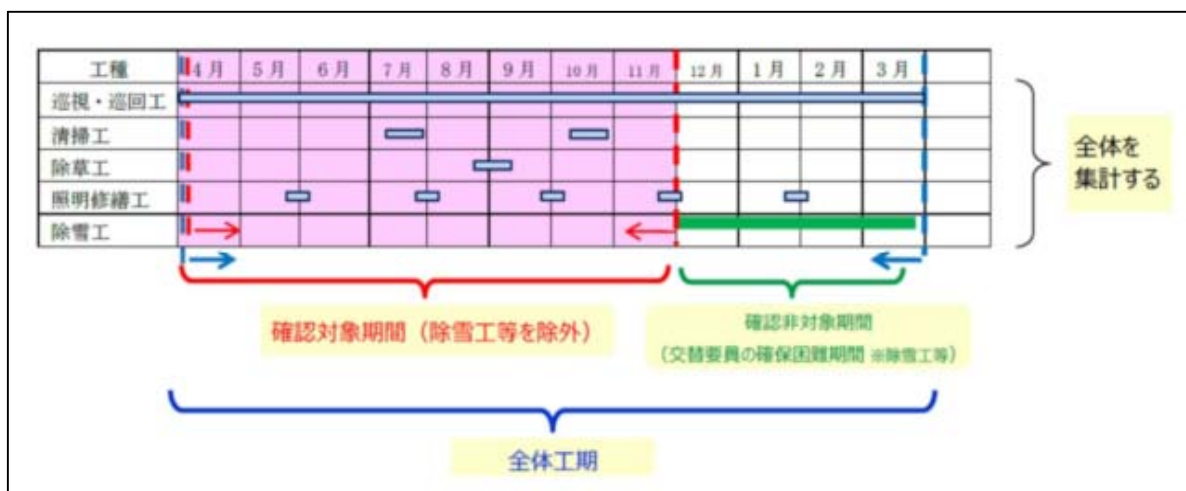 工種 4月 5月 6月 7月 8月 9月 10月 11月 12月 1月 2月 3月
巡視・巡回工
清掃工
除草工
照明修繕工
除雪工
全体を
集計する
確認対象期間（除雪工等を除外）
確認非対象期間
（交替要員の確保困難期間 ※除雪工等）
全体工期